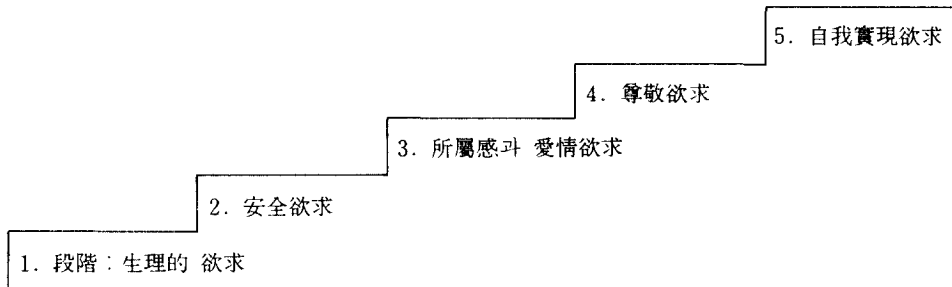 5. 自我實現欲求
4. 尊敬欲求
3. 所屬感과 愛情欲求
2. 安全欲求
1. 段階：生理的 欲求